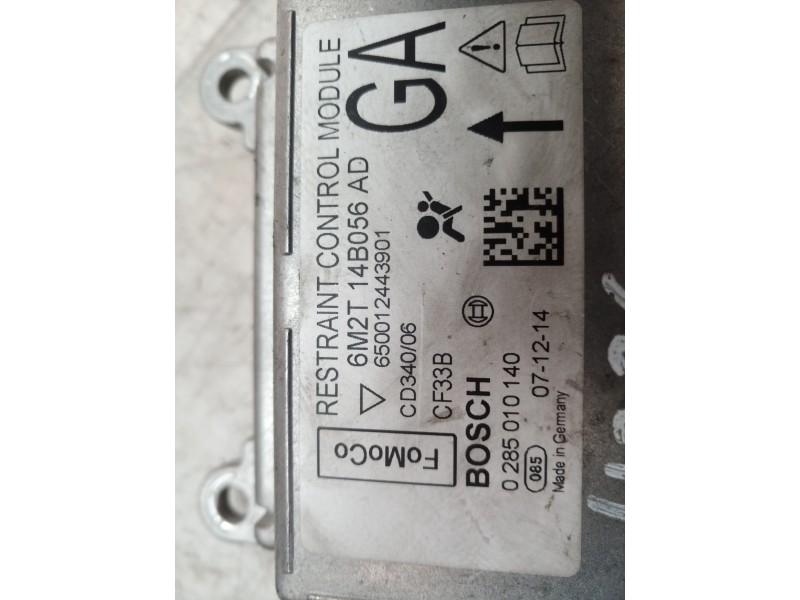 RESTRAINT CONTROL MODULE
6M2T 14B056 AD
650012443901
GA
CD340/06
CF33B
FoMoCo
BOSCH
0 285 010 140
07-12-14
085
Made in Germany